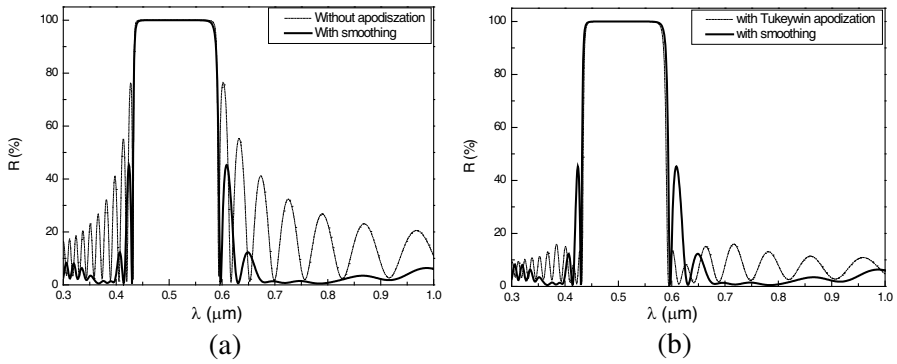 Without apodiszation
With smoothing
100
80
60
40
20
0
R (%)
0.3 0.4 0.5 0.6 0.7 0.8 0.9 1.0
λ (μm)
(a)
with Tukeywin apodization
with smoothing
100
80
60
40
20
0
R (%)
0.3 0.4 0.5 0.6 0.7 0.8 0.9 1.0
λ (μm)
(b)